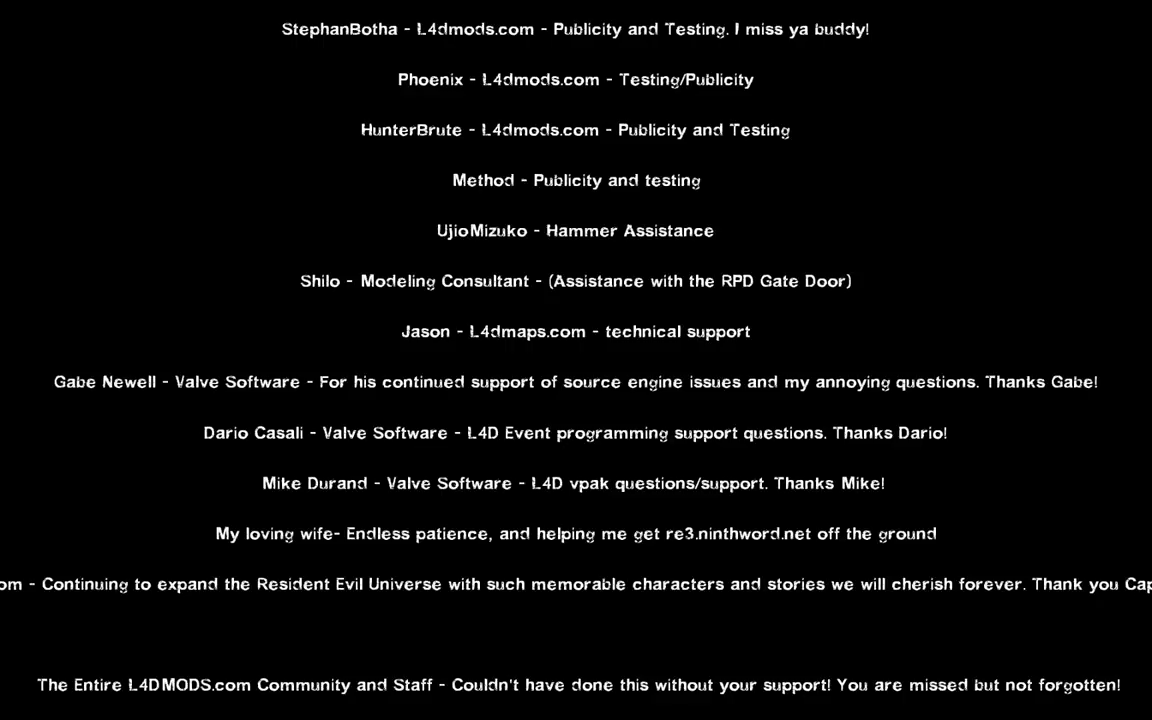 StephanBotha - L4dmods.com - Publicity and Testing. I miss ya buddy!
Phoenix - L4dmods.com - Testing/Publicity
HunterBrute - L4dmods.com - Publicity and Testing
Method - Publicity and testing
UjioMizuko - Hammer Assistance
Shilo - Modeling Consultant - (Assistance with the RPD Gate Door)
Jason - L4dmaps.com - technical support
Gabe Newell - Valve Software - For his continued support of source engine issues and my annoying questions. Thanks Gabe!
Dario Casali - Valve Software - L4D Event programming support questions. Thanks Dario!
Mike Durand - Valve Software - L4D vpak questions/support. Thanks Mike!
My loving wife- Endless patience, and helping me get re3.ninthword.net off the ground
om - Continuing to expand the Resident Evil Universe with such memorable characters and stories we will cherish forever. Thank you Cap
The Entire L4DMODS.com Community and Staff - Couldn't have done this without your support! You are missed but not forgotten!